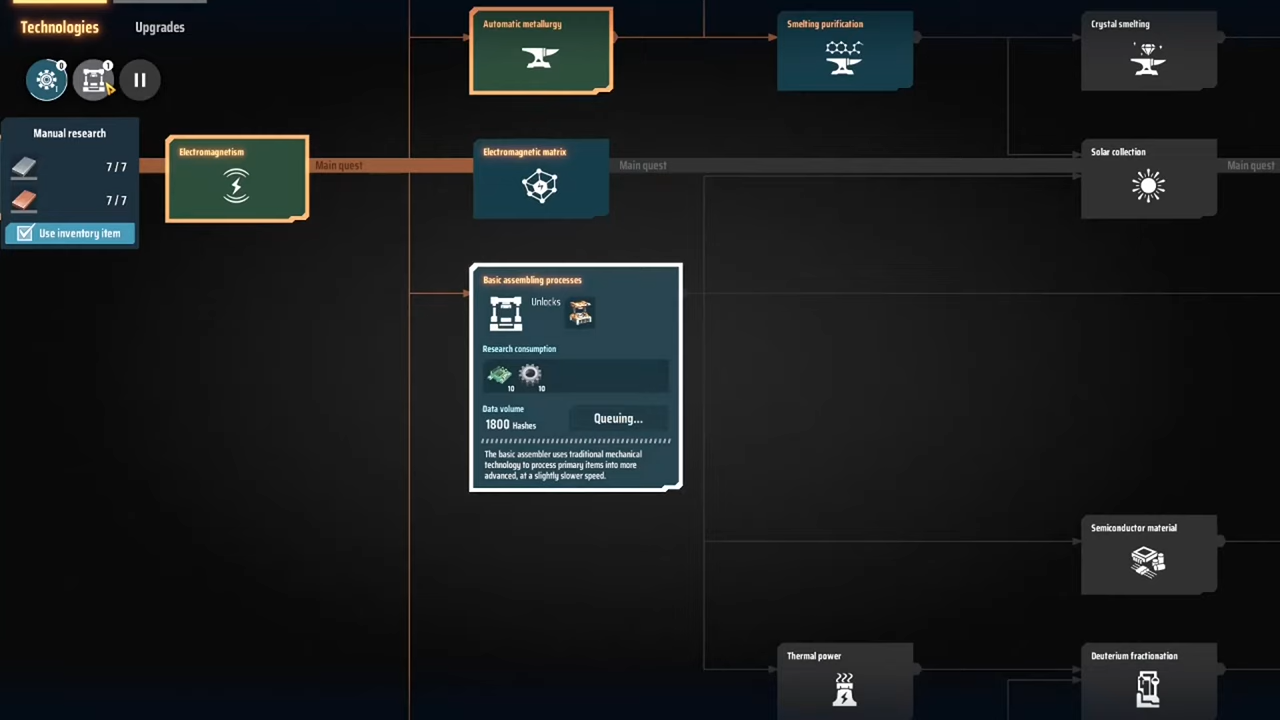 Technologies
Upgrades
0
1
1
Manual research
7 / 7
7 / 7
Use inventory item
Electromagnetism
Main quest
Automatic metallurgy
Smelting purification
Crystal smelting
Electromagnetic matrix
Main quest
Solar collection
Main quest
Basic assembling processes
Unlocks
Research consumption
10
10
Data volume
1800 Hashes
Queuing...
The basic assembler uses traditional mechanical
technology to process primary items into more
advanced, at a slightly slower speed.
Semiconductor material
Thermal power
Deuterium fractionation